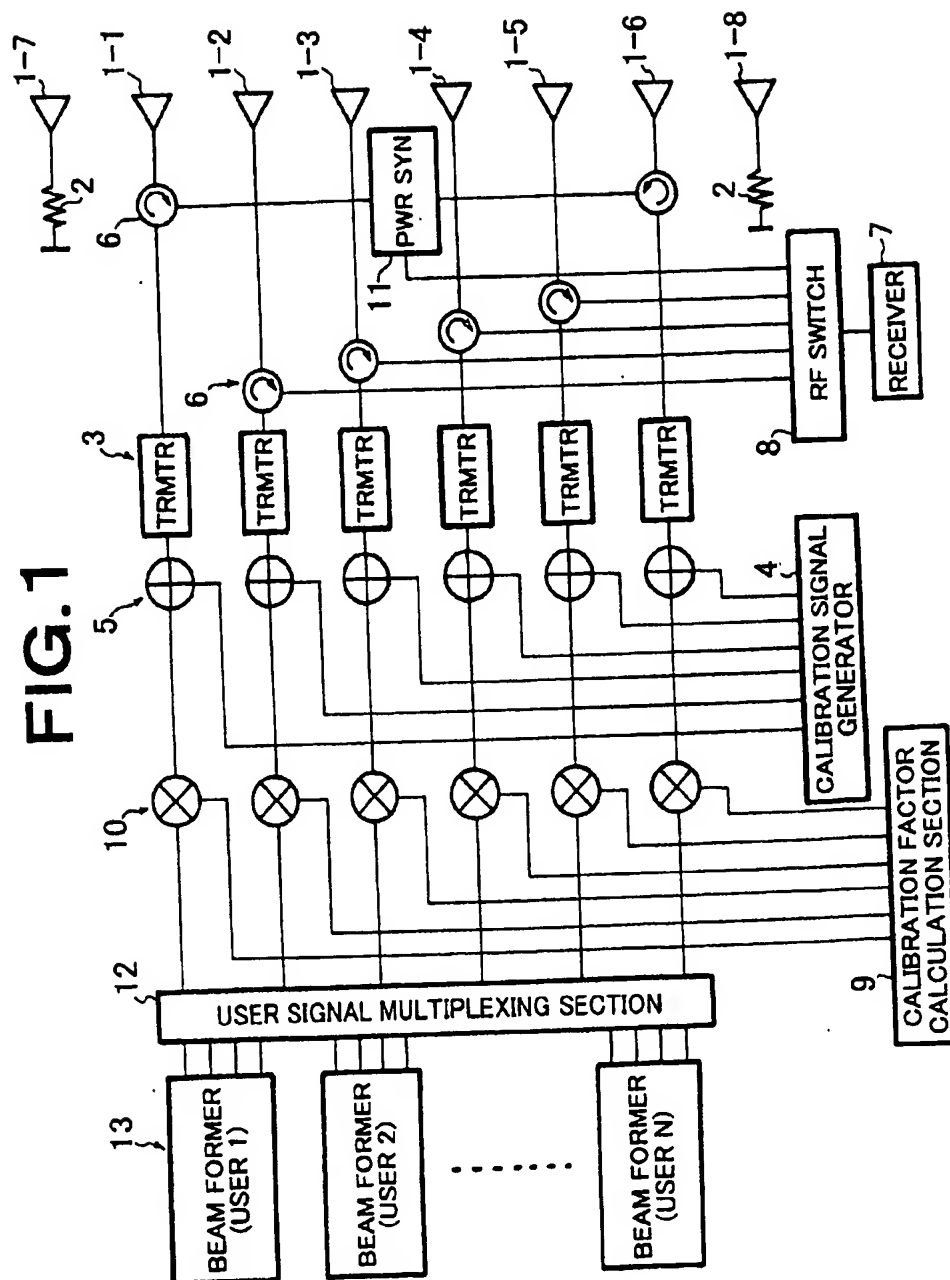 FIG.1
1-7
1-1
1-2
1-3
1-4
1-5
1-6
1-8
2
6
PWR SYN
11
2
6
RF SWITCH
8
RECEIVER
7
3
TRMTR
TRMTR
TRMTR
TRMTR
TRMTR
TRMTR
5
4
CALIBRATION SIGNAL
GENERATOR
10
9
CALIBRATION FACTOR
CALCULATION SECTION
12
USER SIGNAL MULTIPLEXING SECTION
13
BEAM FORMER
(USER 1)
BEAM FORMER
(USER 2)
BEAM FORMER
(USER N)